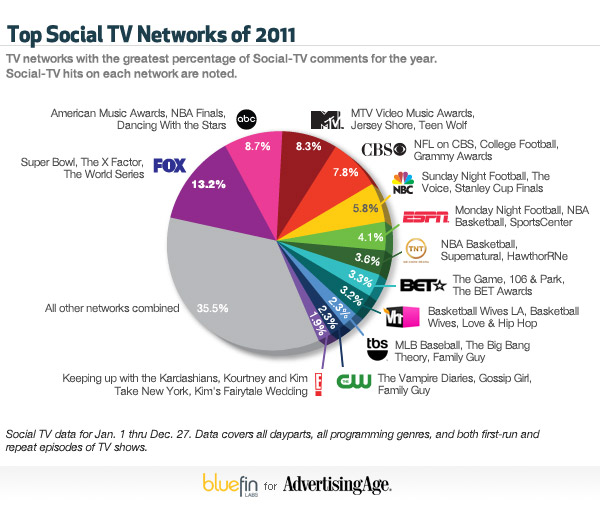 Top Social TV Networks of 2011
TV networks with the greatest percentage of Social-TV comments for the year.
Social-TV hits on each network are noted.
American Music Awards, NBA Finals,
Dancing With the Stars
abc
MTV
MTV Video Music Awards,
Jersey Shore, Teen Wolf
CBS
NFL on CBS, College Football,
Grammy Awards
Super Bowl, The X Factor,
The World Series
FOX
NBC
Sunday Night Football, The
Voice, Stanley Cup Finals
ESPN
Monday Night Football, NBA
Basketball, SportsCenter
TNT
NBA Basketball,
Supernatural, HawthorRNe
BET
The Game, 106 & Park,
The BET Awards
Vh1
Basketball Wives LA, Basketball
Wives, Love & Hip Hop
tbs
MLB Baseball, The Big Bang
Theory, Family Guy
CW
The Vampire Diaries, Gossip Girl,
Family Guy
Keeping up with the Kardashians, Kourtney and Kim
Take New York, Kim's Fairytale Wedding
E!
All other networks combined
8.7%
8.3%
7.8%
5.8%
4.1%
3.6%
3.3%
3.2%
2.3%
2.3%
1.9%
35.5%
13.2%
Social TV data for Jan. 1 thru Dec. 27. Data covers all dayparts, all programming genres, and both first-run and
repeat episodes of TV shows.
bluefin LABS for AdvertisingAge.